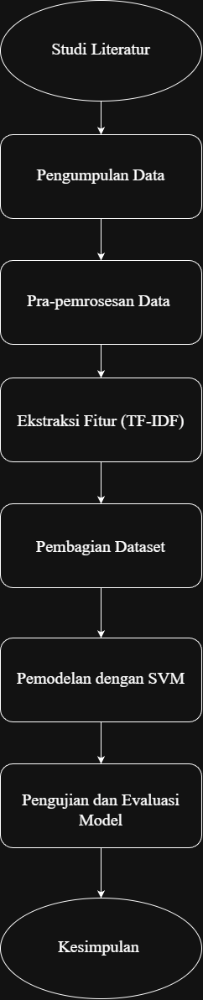 Studi Literatur
Pengumpulan Data
Pra-pemrosesan Data
Ekstraksi Fitur (TF-IDF)
Pembagian Dataset
Pemodelan dengan SVM
Pengujian dan Evaluasi
Model
Kesimpulan